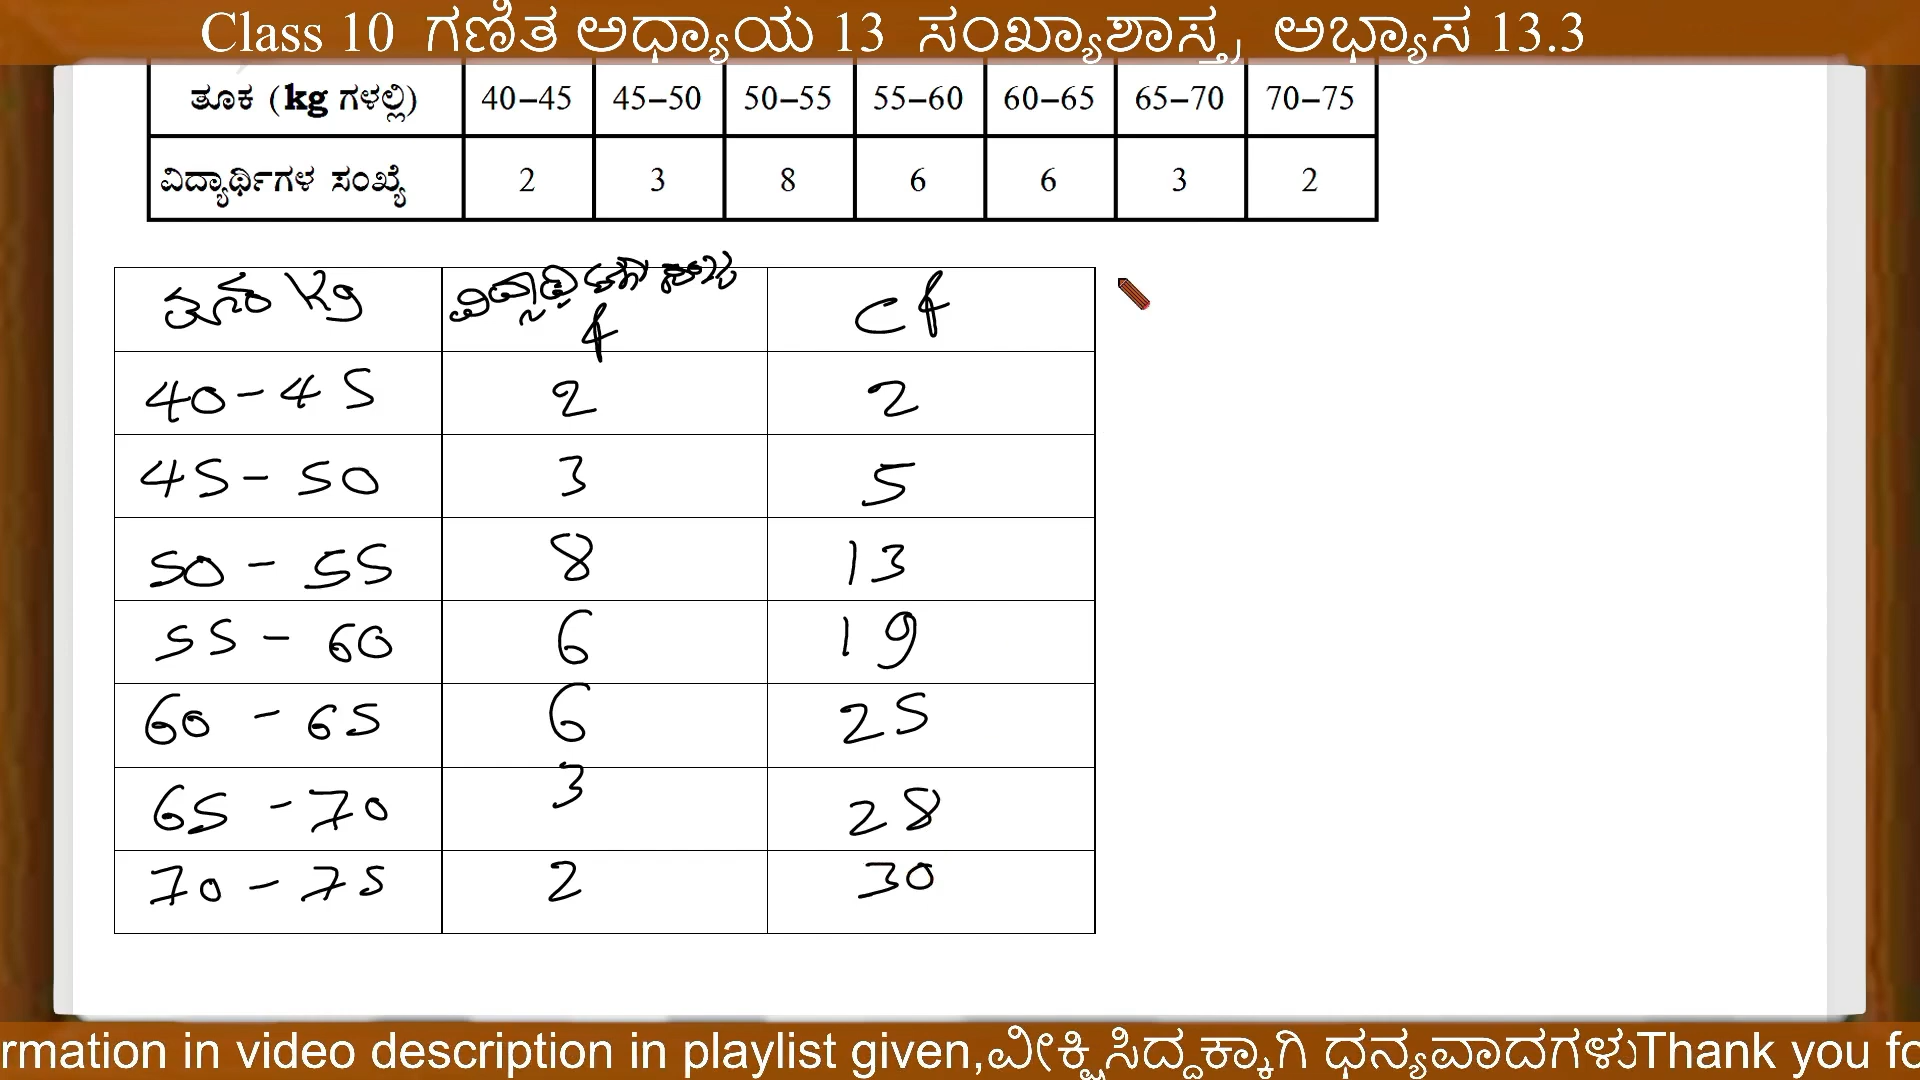 Class 10 ಗಣಿತ ಅಧ್ಯಾಯ 13 ಸಂಖ್ಯಾಶಾಸ್ತ್ರ, ಅಭ್ಯಾಸ 13.3
ತೂಕ (kg ಗಳಲ್ಲಿ) 40–45 45–50 50–55 55–60 60–65 65–70 70–75
ವಿದ್ಯಾರ್ಥಿಗಳ ಸಂಖ್ಯೆ 2 3 8 6 6 3 2
kg f cf
40-45 2 2
45-50 3 5
50-55 8 13
55-60 6 19
60-65 6 25
65-70 3 28
70-75 2 30
rmation in video description in playlist given,ವೀಕ್ಷಿಸಿದ್ದಕ್ಕಾಗಿ ಧನ್ಯವಾದಗಳುThank you fo